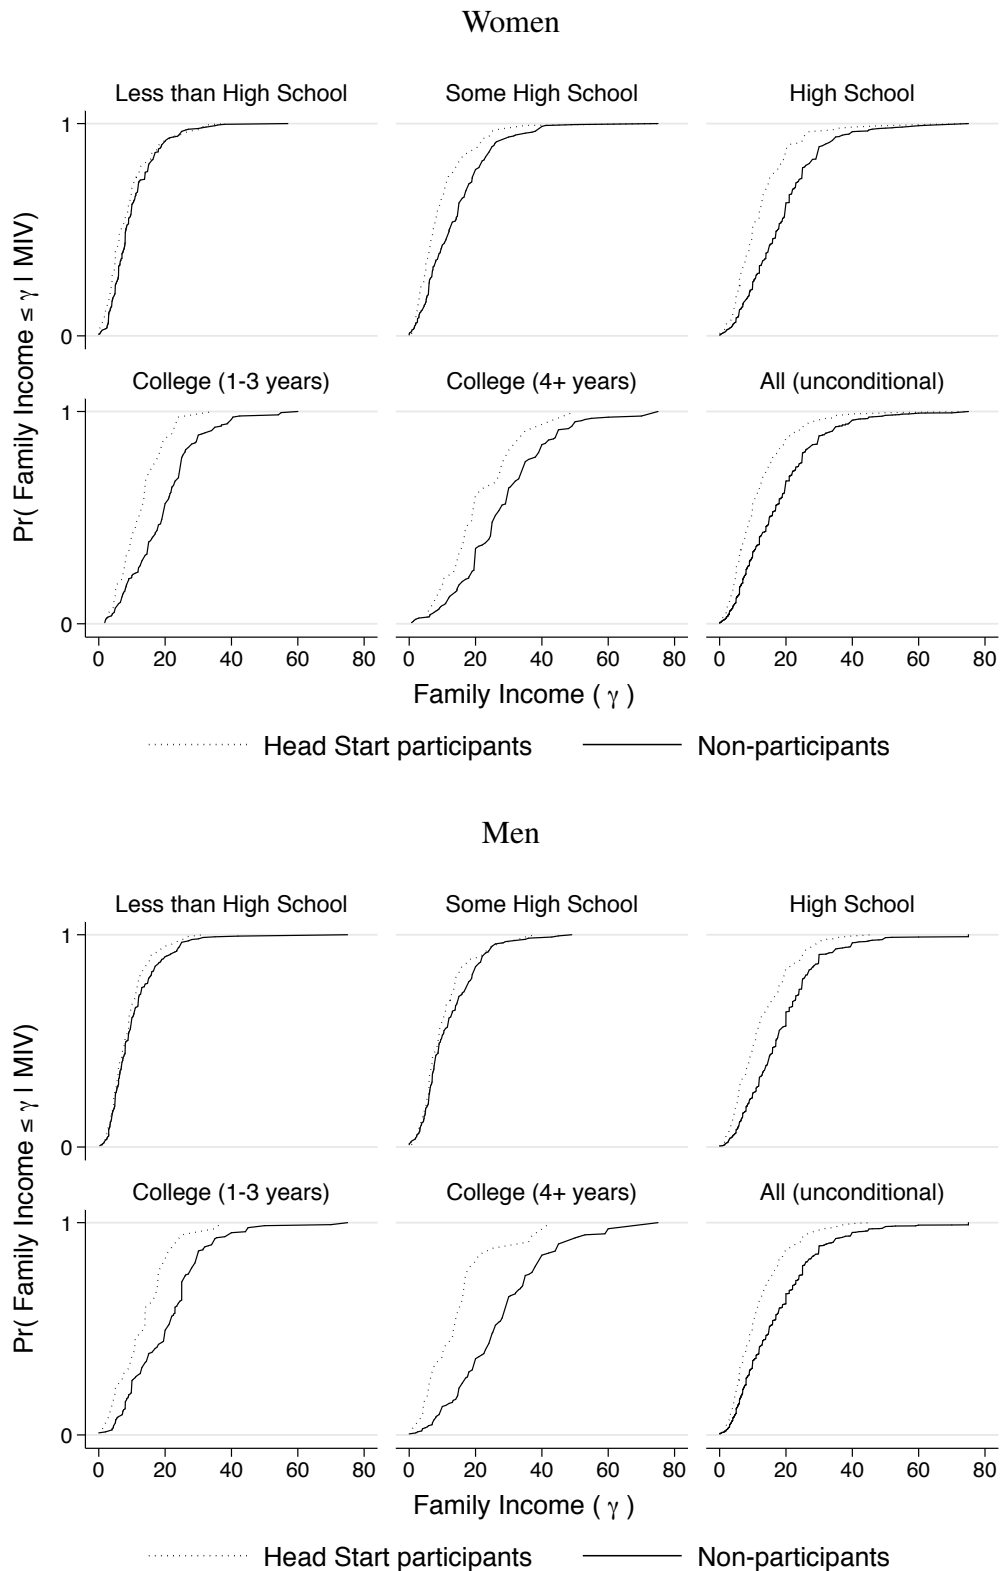 Women
Less than High School
Some High School
High School
1
0
College (1-3 years)
College (4+ years)
All (unconditional)
1
0
Pr( Family Income ≤ γ | MIV)
0 20 40 60 80
0 20 40 60 80
0 20 40 60 80
Family Income ( γ )
Head Start participants
Non-participants
Men
Less than High School
Some High School
High School
1
0
College (1-3 years)
College (4+ years)
All (unconditional)
1
0
Pr( Family Income ≤ γ | MIV)
0 20 40 60 80
0 20 40 60 80
0 20 40 60 80
Family Income ( γ )
Head Start participants
Non-participants